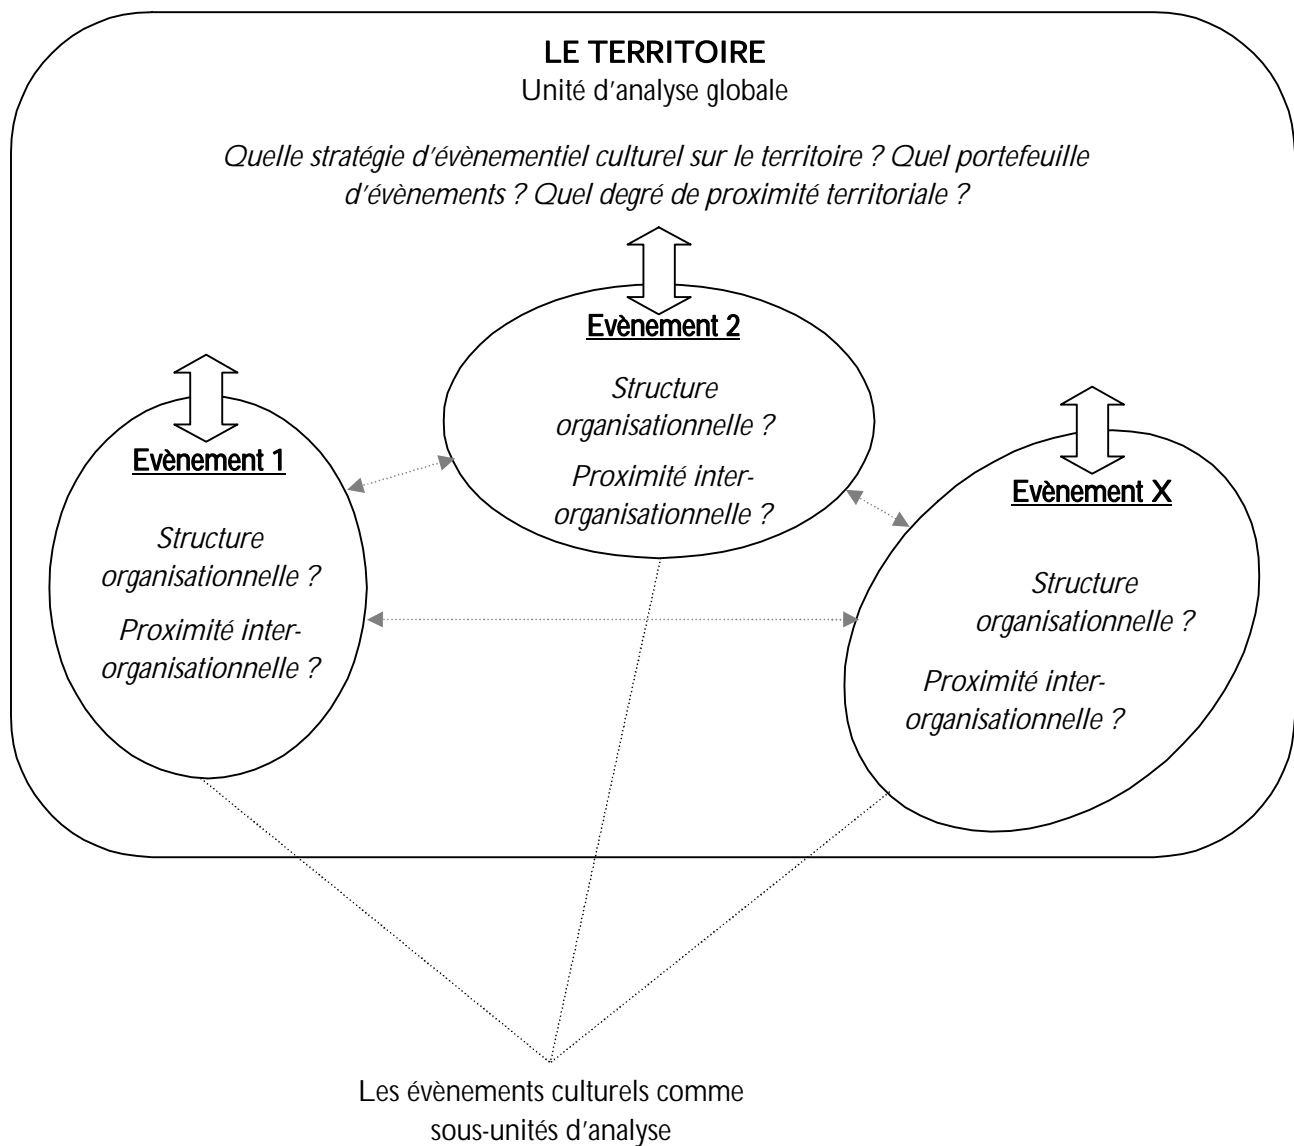 LE TERRITOIRE
Unité d'analyse globale
Quelle stratégie d'évènementiel culturel sur le territoire ? Quel portefeuille
d'évènements ? Quel degré de proximité territoriale ?
Evènement 2
Structure
organisationnelle ?
Proximité inter-
organisationnelle ?
Evènement 1
Structure
organisationnelle ?
Proximité inter-
organisationnelle ?
Evènement X
Structure
organisationnelle ?
Proximité inter-
organisationnelle ?
Les évènements culturels comme
sous-unités d'analyse